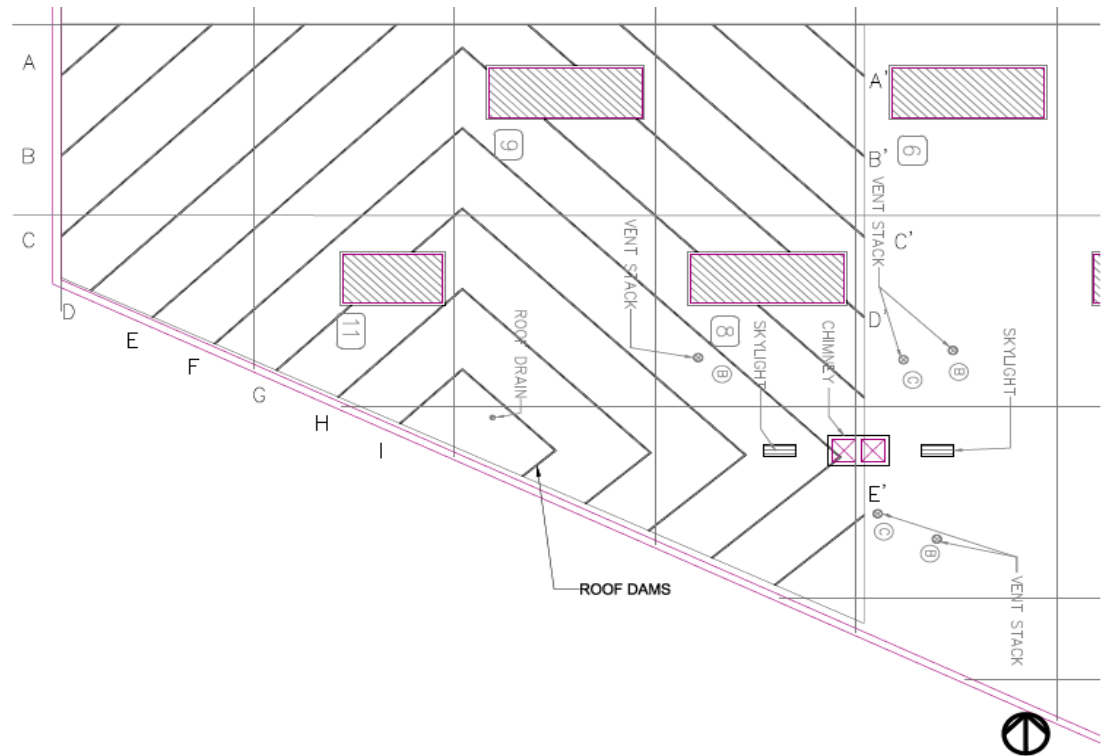 A
A'
9
6
B
B'
VENT STACK
C
C'
VENT STACK
11
ROOF DRAIN
8
SKYLIGHT
CHIMNEY
D'
SKYLIGHT
D
B
C
B
E
F
G
H
I
E'
C
B
VENT STACK
ROOF DAMS